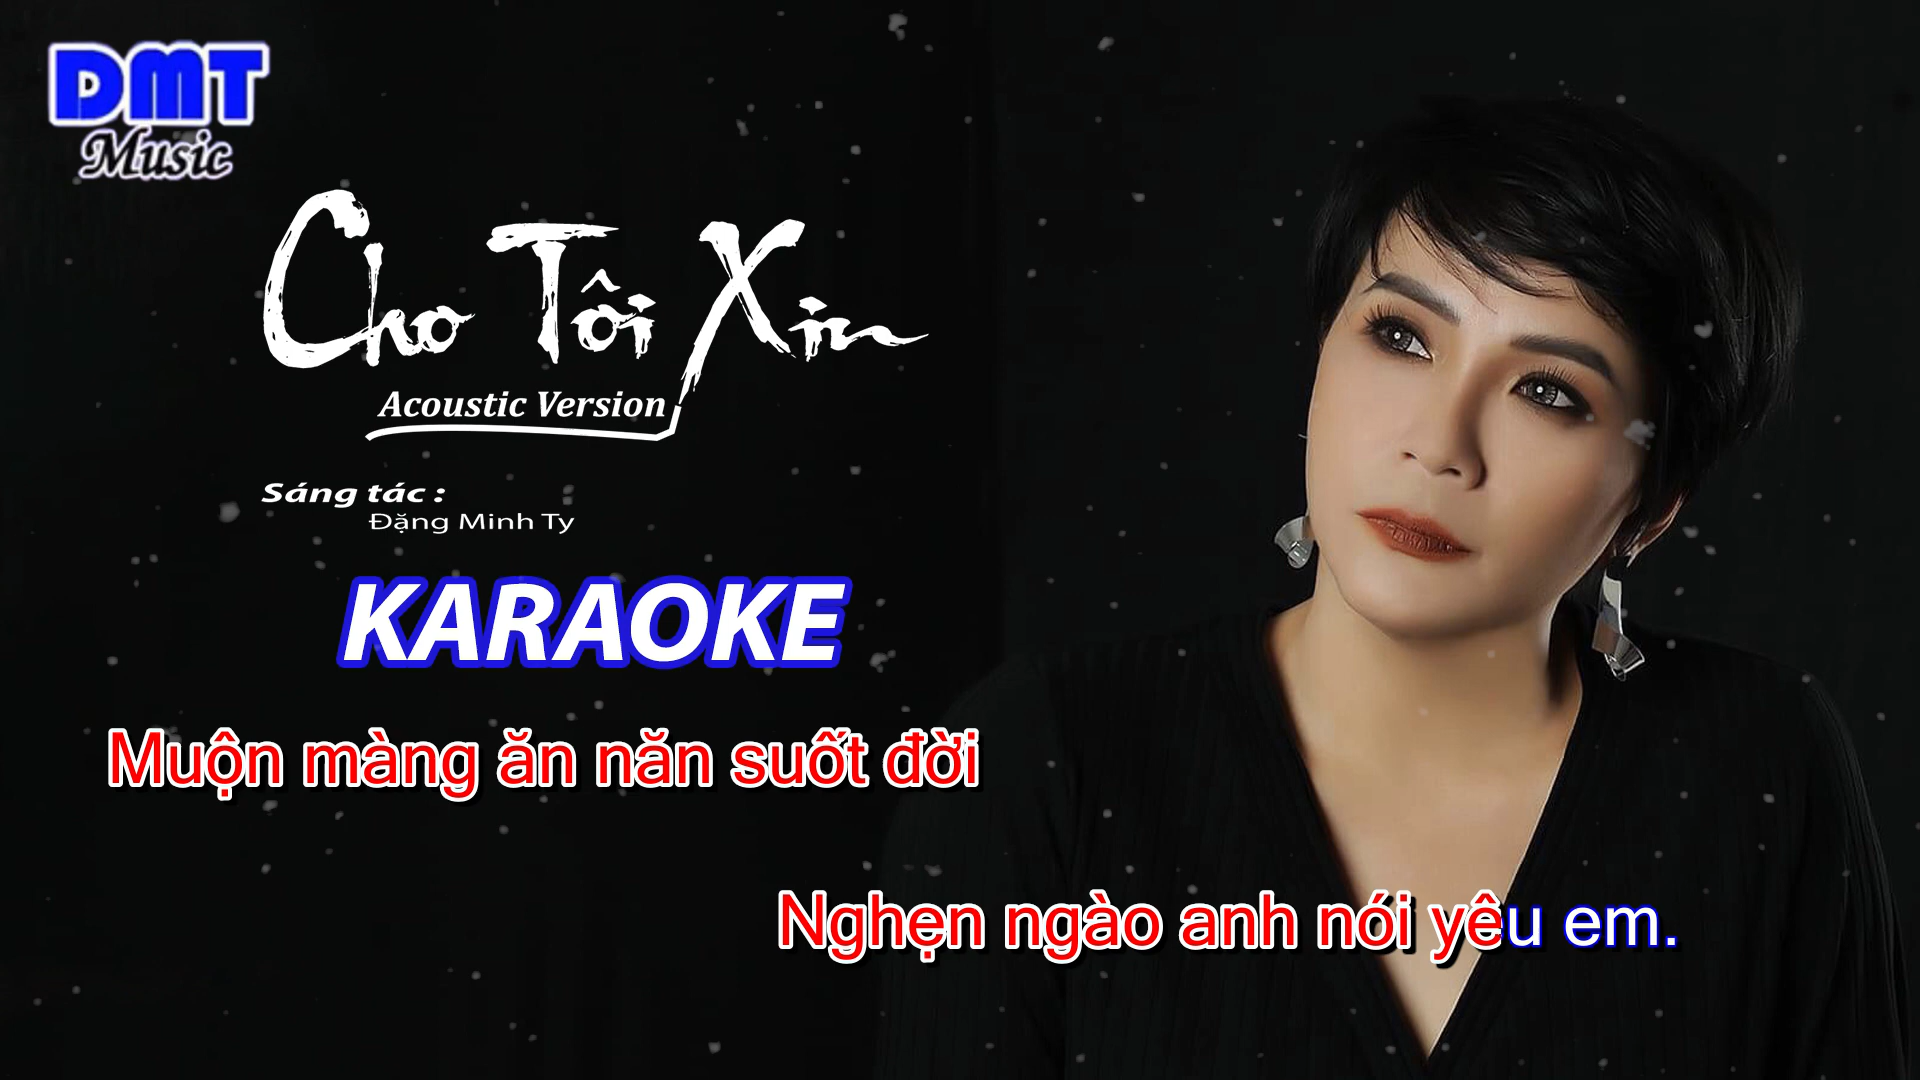 DMT
Music
Cho Tôi Xin
Acoustic Version
Sáng tác :
Đặng Minh Ty
KARAOKE
Muộn màng ăn năn suốt đời
Nghẹn ngào anh nói yêu em.